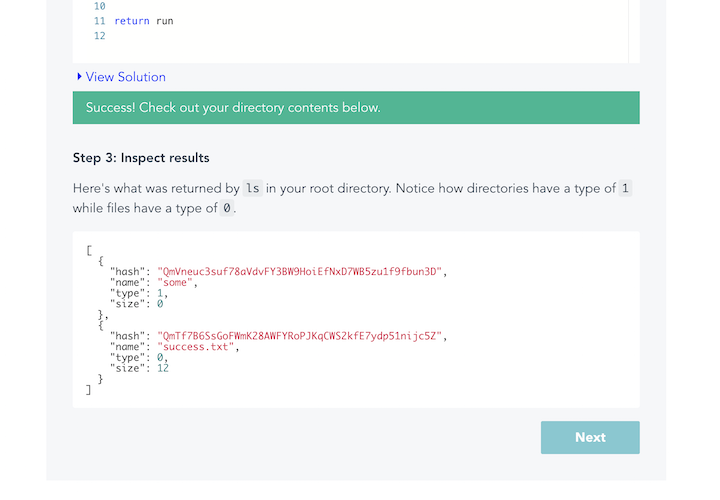 10
11 return run
12
View Solution
Success! Check out your directory contents below.
Step 3: Inspect results
Here's what was returned by ls in your root directory. Notice how directories have a type of 1
while files have a type of 0.
[
{
"hash": "QmVneuc3suf78aVdvFY3BW9HoiEfNxD7WB5zu1f9fbun3D",
"name": "some",
"type": 1,
"size": 0
},
{
"hash": "QmTf7B6SsGoFWmK28AWFYRoPJKqCWS2kfE7ydp51nijc5Z",
"name": "success.txt",
"type": 0,
"size": 12
}
]
Next